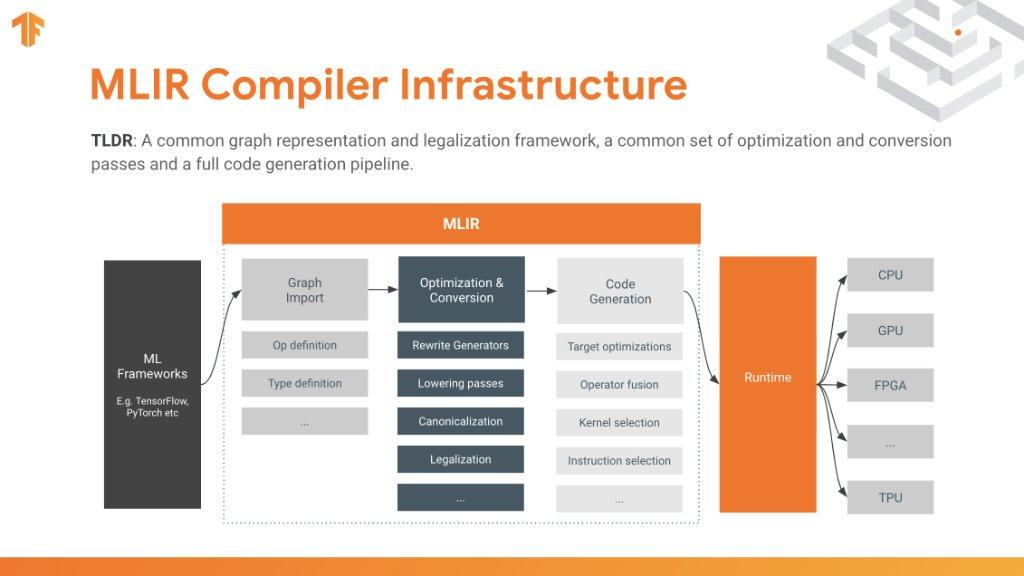 MLIR Compiler Infrastructure
TLDR: A common graph representation and legalization framework, a common set of optimization and conversion
passes and a full code generation pipeline.
MLIR
ML
Frameworks
E.g. TensorFlow,
PyTorch etc
Graph
Import
Op definition
Type definition
...
Optimization &
Conversion
Rewrite Generators
Lowering passes
Canonicalization
Legalization
...
Code
Generation
Target optimizations
Operator fusion
Kernel selection
Instruction selection
...
Runtime
CPU
GPU
FPGA
...
TPU